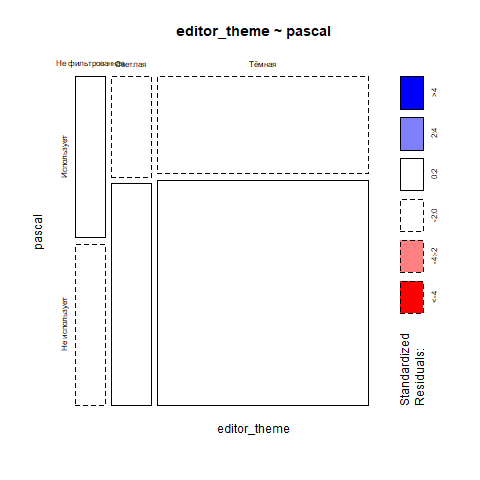 editor_theme ~ pascal
Не фильтрованна
Светлая
Тёмная
Использует
Не использует
pascal
editor_theme
>4
2:4
0:2
-2:0
-4:-2
<-4
Standardized
Residuals: